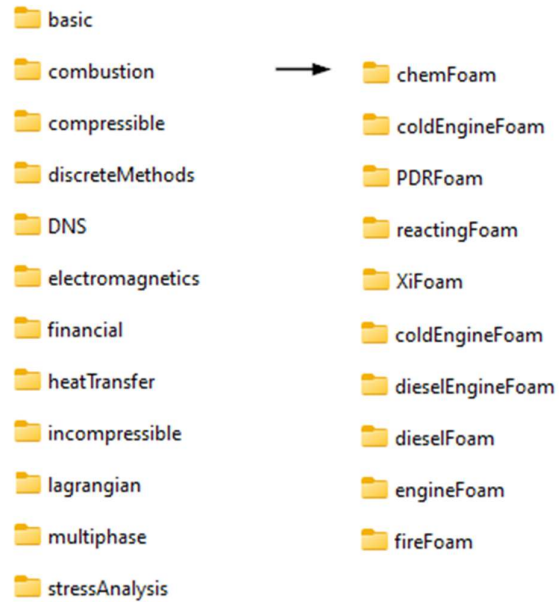 basic
combustion
compressible
discreteMethods
DNS
electromagnetics
financial
heatTransfer
incompressible
lagrangian
multiphase
stressAnalysis
chemFoam
coldEngineFoam
PDRFoam
reactingFoam
XiFoam
coldEngineFoam
dieselEngineFoam
dieselFoam
engineFoam
fireFoam